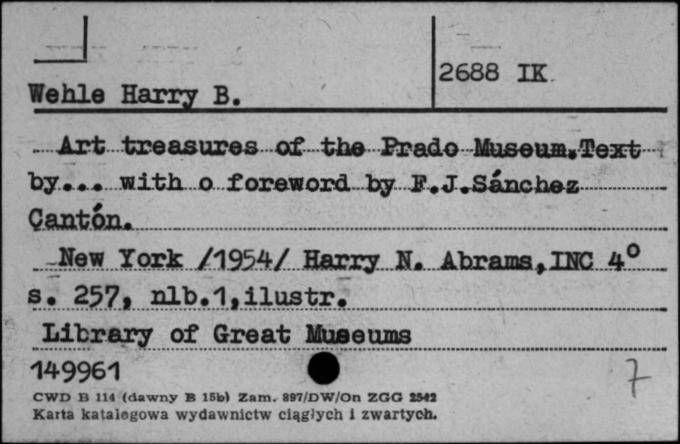 2688 IK
Wehle Harry B.
Art treasures of the Prado Museum.Text
by... with o foreword by F.J.Sánchez
Cantón.
New York /1954/ Harry N. Abrams,INC 4°
s. 257, nlb.1,ilustr.
Library of Great Museums
149961
7
CWD B 114 (dawny B 15b) Zam. 897/DW/On ZGG 2542
Karta katalogowa wydawnictw ciągłych i zwartych.